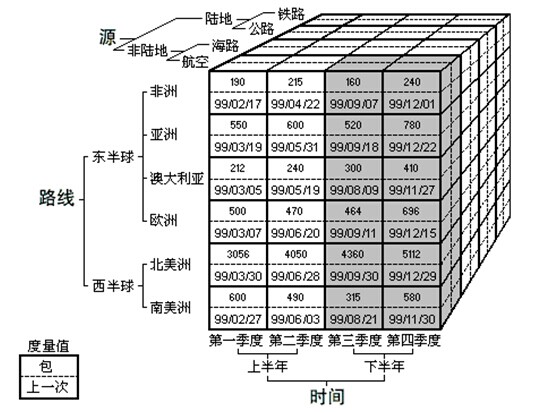 源
陆地
铁路
公路
非陆地
海路
航空
路线
东半球
非洲
190 215 160 240
99/02/17 99/04/22 99/09/07 99/12/01
亚洲
550 600 520 780
99/03/19 99/05/31 99/09/18 99/12/22
澳大利亚
212 240 300 410
99/03/05 99/05/19 99/08/09 99/11/27
欧洲
500 470 464 696
99/03/07 99/06/20 99/09/11 99/12/15
西半球
北美洲
3056 4050 4360 5112
99/03/30 99/06/28 99/09/30 99/12/29
南美洲
600 490 315 580
99/02/27 99/06/03 99/08/21 99/11/30
第一季度 第二季度 第三季度 第四季度
上半年 下半年
时间
度量值
包
上一次